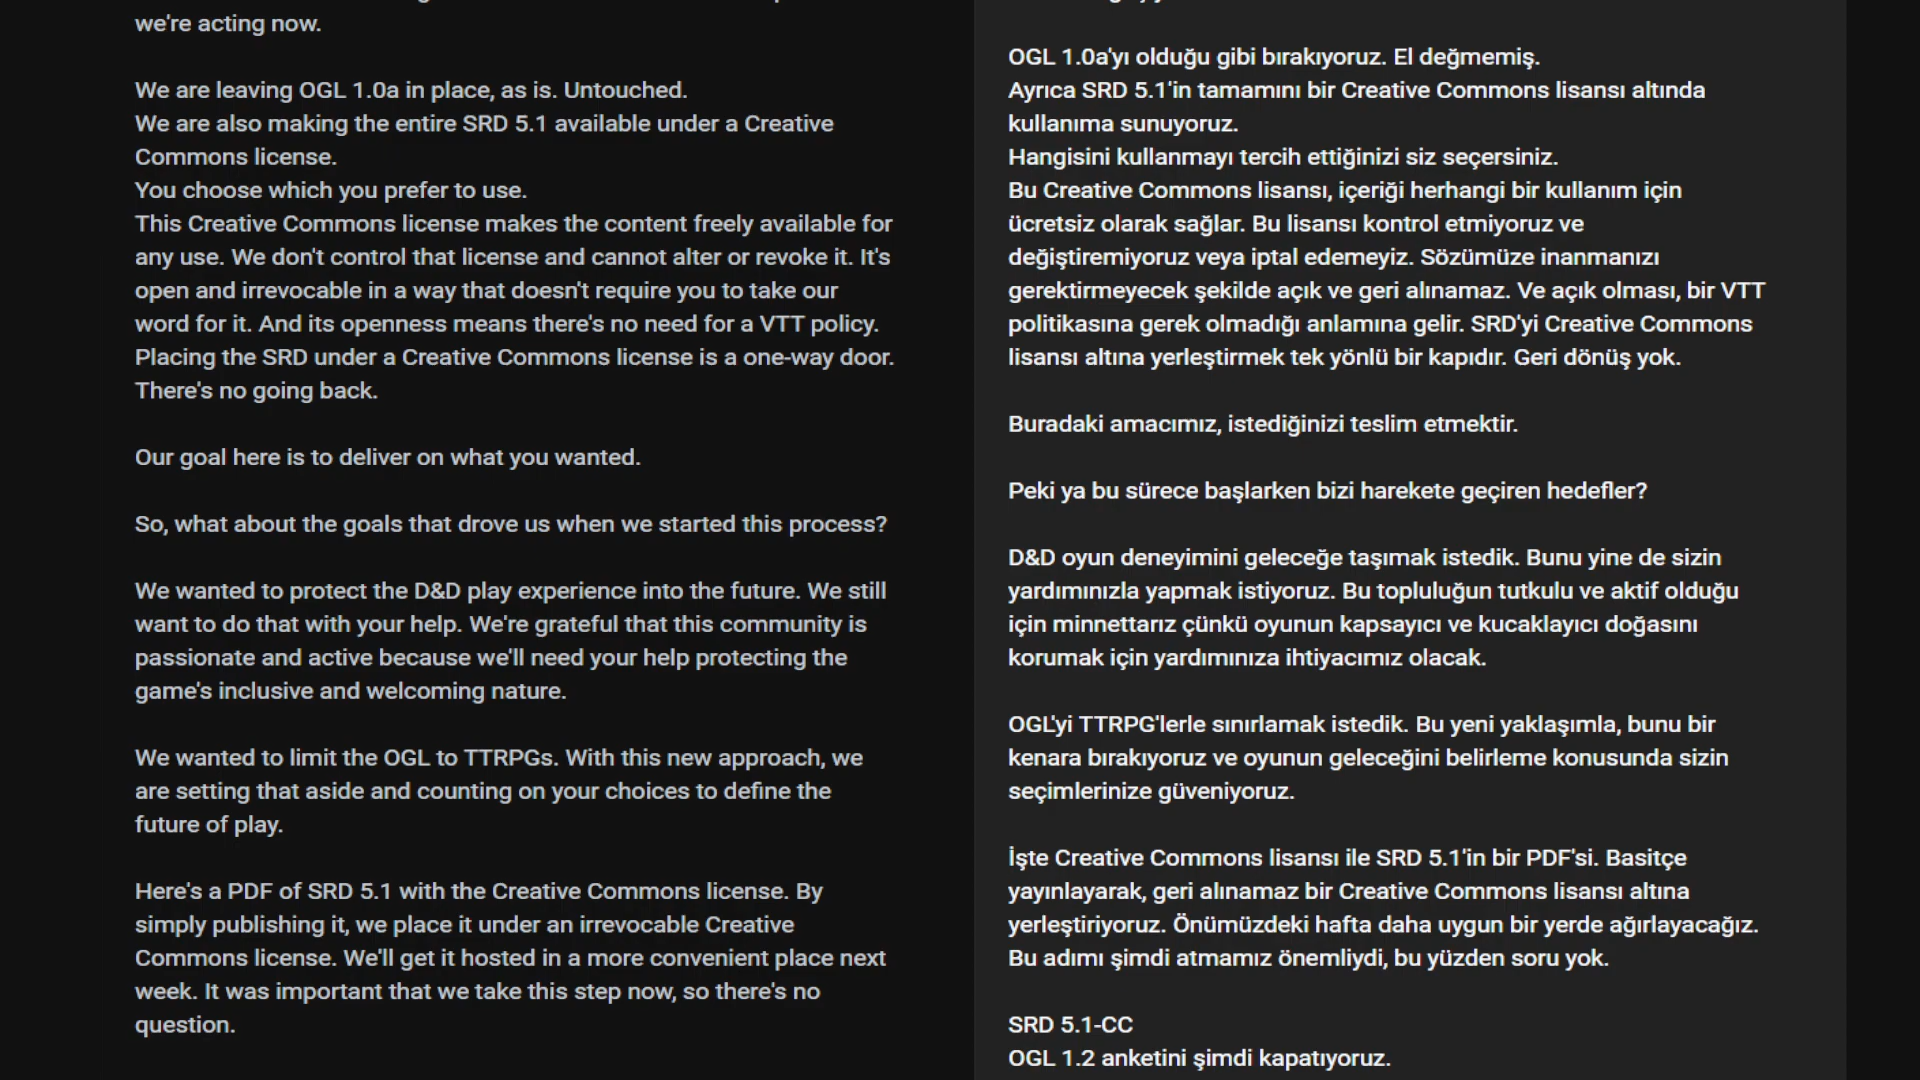 we're acting now.
We are leaving OGL 1.0a in place, as is. Untouched.
We are also making the entire SRD 5.1 available under a Creative
Commons license.
You choose which you prefer to use.
This Creative Commons license makes the content freely available for
any use. We don't control that license and cannot alter or revoke it. It's
open and irrevocable in a way that doesn't require you to take our
word for it. And its openness means there's no need for a VTT policy.
Placing the SRD under a Creative Commons license is a one-way door.
There's no going back.
Our goal here is to deliver on what you wanted.
So, what about the goals that drove us when we started this process?
We wanted to protect the D&D play experience into the future. We still
want to do that with your help. We're grateful that this community is
passionate and active because we'll need your help protecting the
game's inclusive and welcoming nature.
We wanted to limit the OGL to TTRPGs. With this new approach, we
are setting that aside and counting on your choices to define the
future of play.
Here's a PDF of SRD 5.1 with the Creative Commons license. By
simply publishing it, we place it under an irrevocable Creative
Commons license. We'll get it hosted in a more convenient place next
week. It was important that we take this step now, so there's no
question.
OGL 1.0a'yı olduğu gibi bırakıyoruz. El değmemiş.
Ayrıca SRD 5.1'in tamamını bir Creative Commons lisansı altında
kullanıma sunuyoruz.
Hangisini kullanmayı tercih ettiğinizi siz seçersiniz.
Bu Creative Commons lisansı, içeriği herhangi bir kullanım için
ücretsiz olarak sağlar. Bu lisansı kontrol etmiyoruz ve
değiştiremiyoruz veya iptal edemeyiz. Sözümüze inanmanızı
gerektirmeyecek şekilde açık ve geri alınamaz. Ve açık olması, bir VTT
politikasına gerek olmadığı anlamına gelir. SRD'yi Creative Commons
lisansı altına yerleştirmek tek yönlü bir kapıdır. Geri dönüş yok.
Buradaki amacımız, istediğinizi teslim etmektir.
Peki ya bu sürece başlarken bizi harekete geçiren hedefler?
D&D oyun deneyimini geleceğe taşımak istedik. Bunu yine de sizin
yardımınızla yapmak istiyoruz. Bu topluluğun tutkulu ve aktif olduğu
için minnettarız çünkü oyunun kapsayıcı ve kucaklayıcı doğasını
korumak için yardımınıza ihtiyacımız olacak.
OGL'yi TTRPG'lerle sınırlamak istedik. Bu yeni yaklaşımla, bunu bir
kenara bırakıyoruz ve oyunun geleceğini belirleme konusunda sizin
seçimlerinize güveniyoruz.
İşte Creative Commons lisansı ile SRD 5.1'in bir PDF'si. Basitçe
yayınlayarak, geri alınamaz bir Creative Commons lisansı altına
yerleştiriyoruz. Önümüzdeki hafta daha uygun bir yerde ağırlayacağız.
Bu adımı şimdi atmamız önemliydi, bu yüzden soru yok.
SRD 5.1-CC
OGL 1.2 anketini şimdi kapatıyoruz.